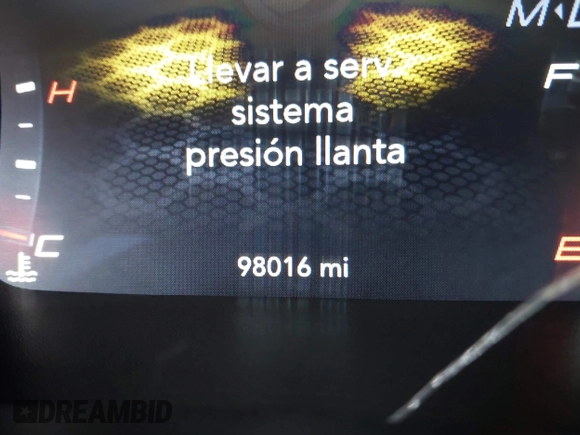 M◂D
Llevar a serv.
H
F
sistema
presión llanta
C
E
98016 mi
DREAMBID